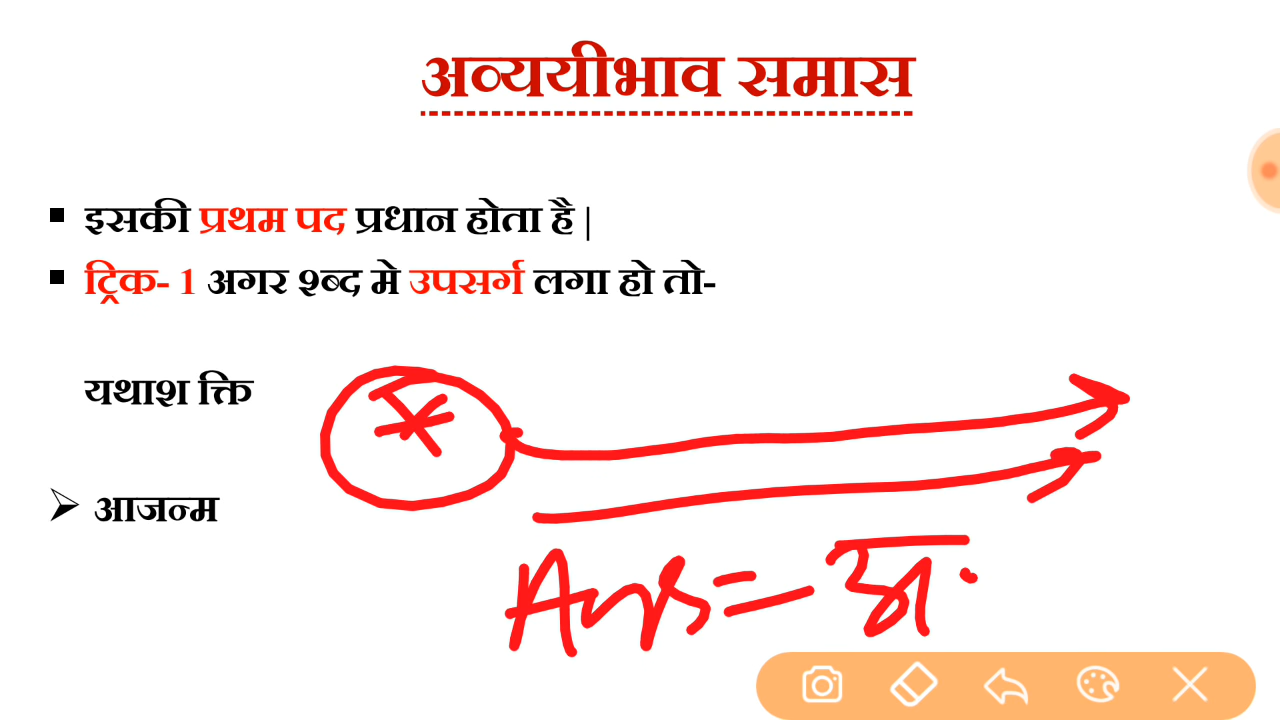 अव्ययीभाव समास
▪ इसकी प्रथम पद प्रधान होता है |
▪ ट्रिक- 1 अगर श्ब्द मे उपसर्ग लगा हो तो-
यथाश क्ति
➢ आजन्म
Ans = अ.